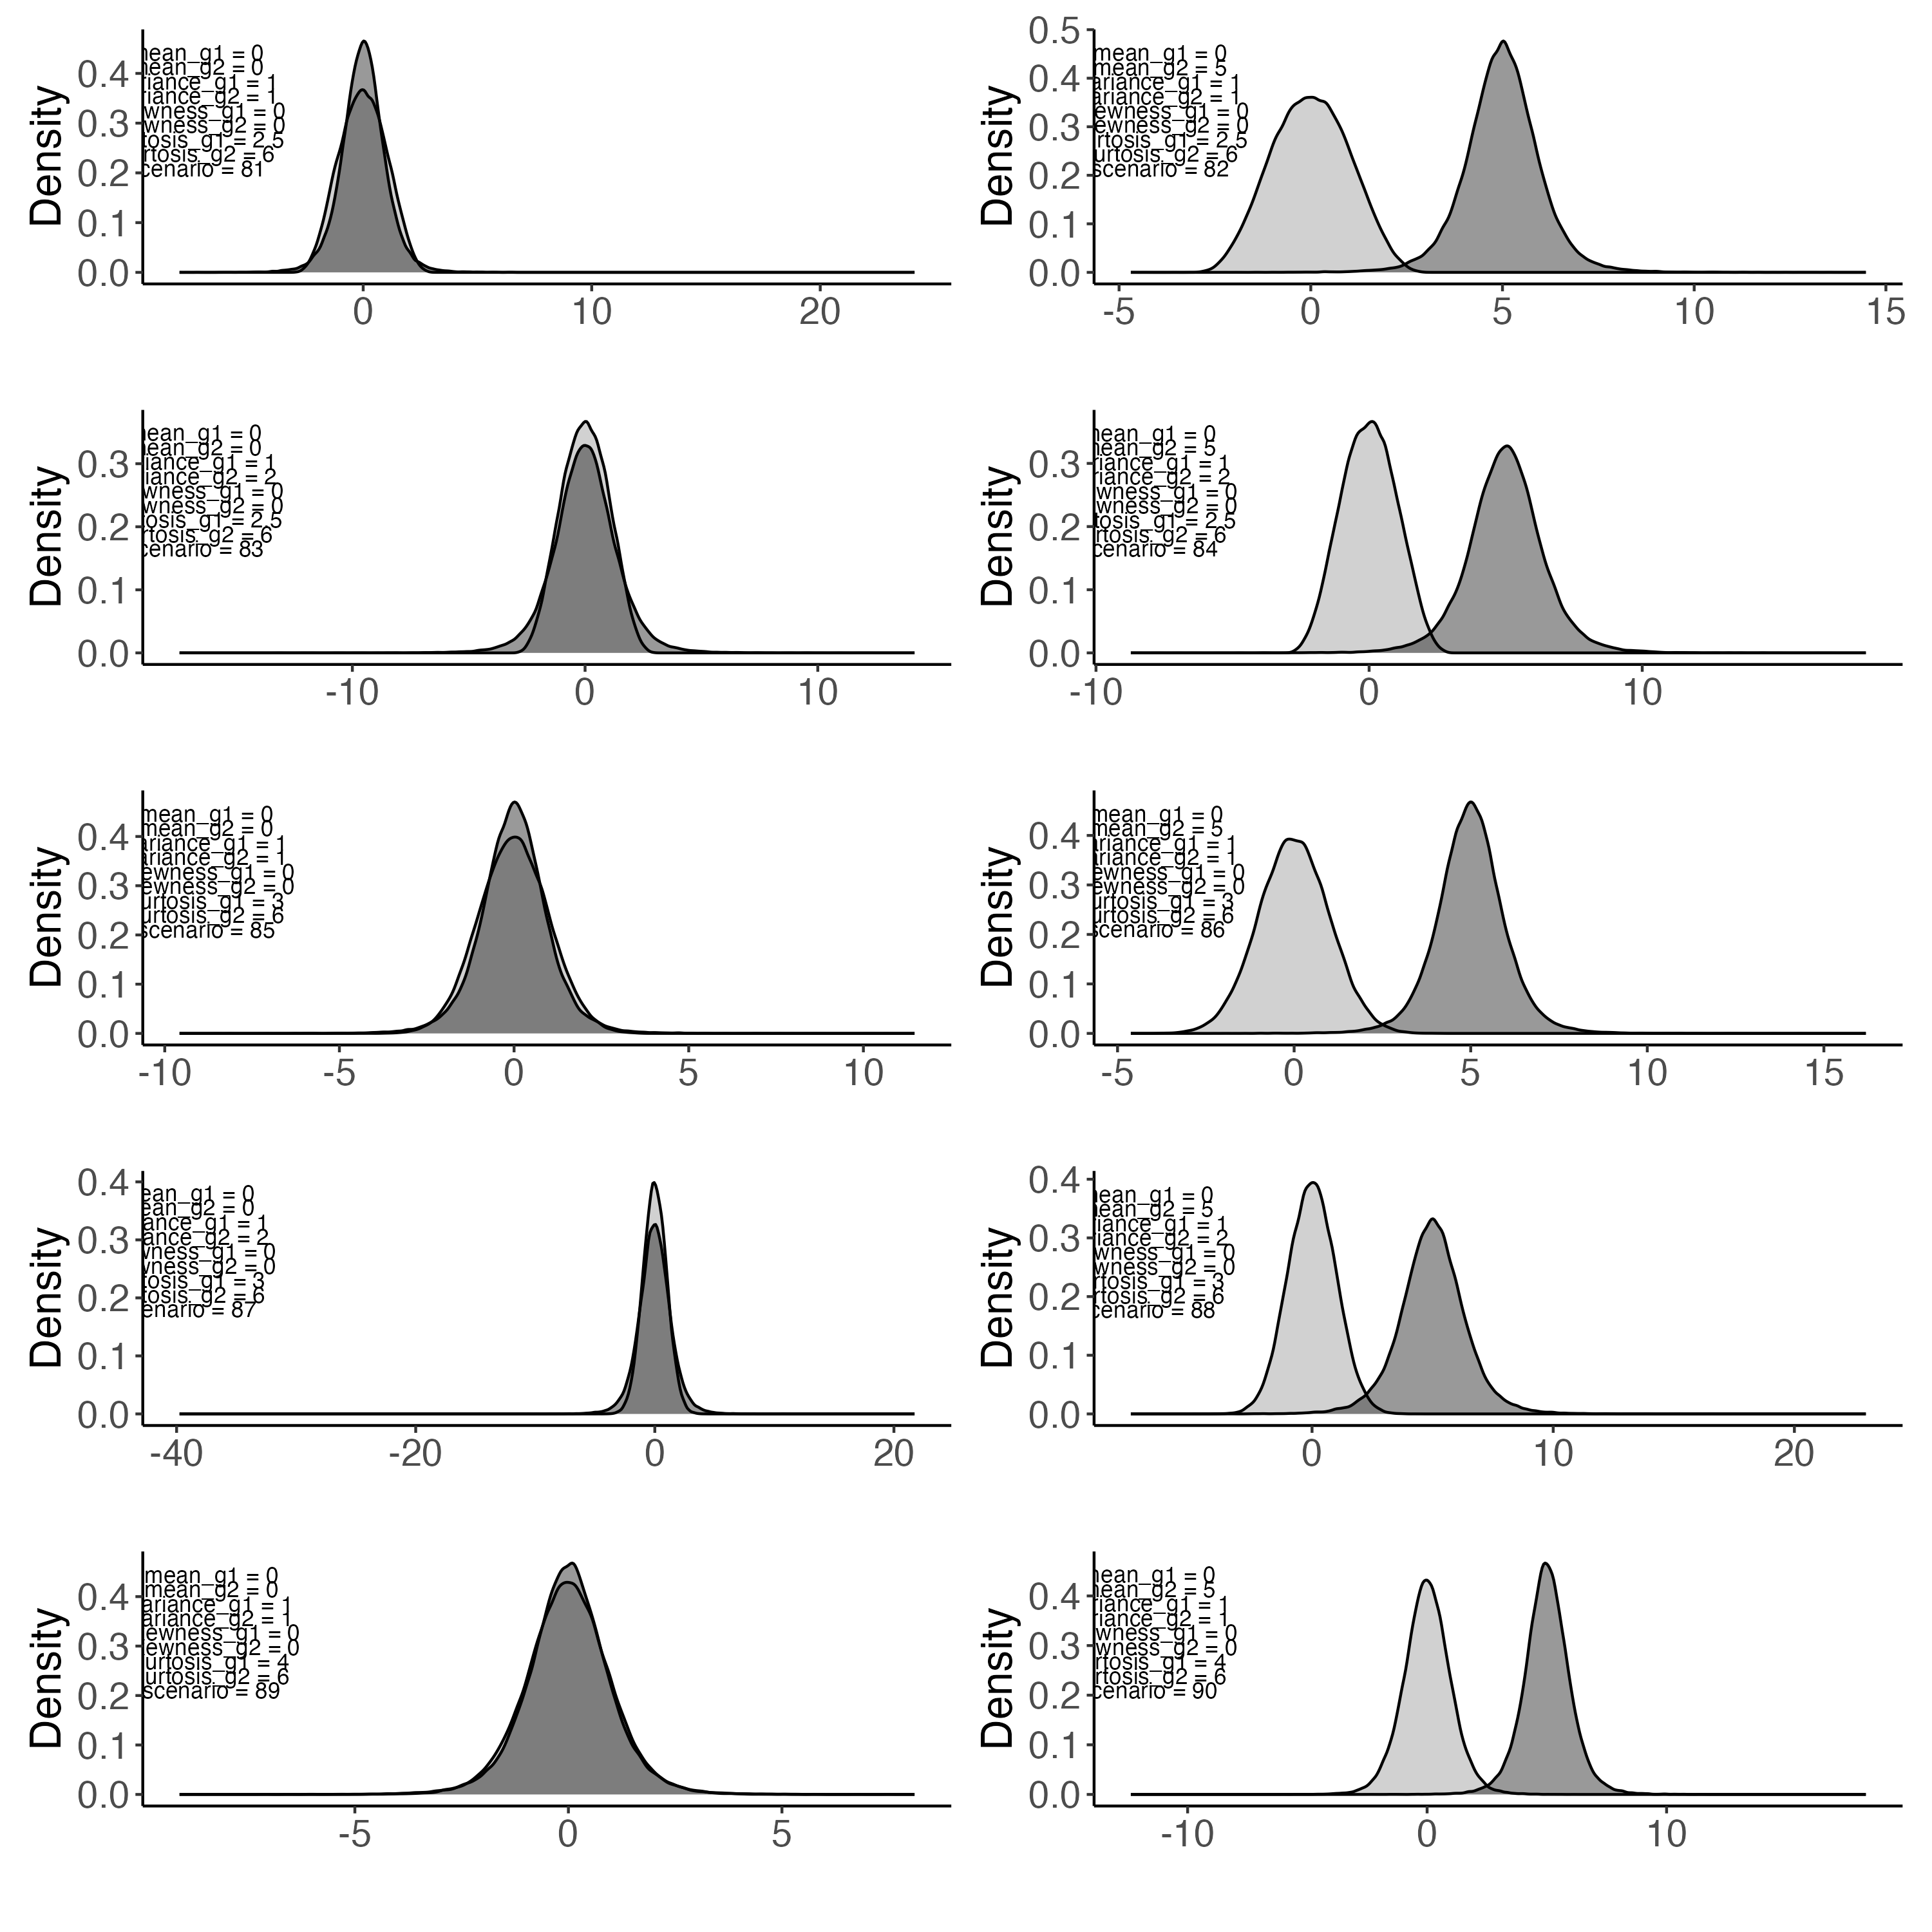 Density
0.4
0.3
0.2
0.1
0.0
mean_g1 = 0
mean_g2 = 0
riance_g1 = 1
riance_g2 = 1
wness_g1 = 0
wness_g2 = 0
tosis_g1 = 2.5
rtosis_g2 = 6
cenario = 81
0 10 20
Density
0.5
0.4
0.3
0.2
0.1
0.0
mean_g1 = 0
mean_g2 = 5
ariance_g1 = 1
ariance_g2 = 1
ewness_g1 = 0
ewness_g2 = 0
rtosis_g1 = 2.5
urtosis_g2 = 6
scenario = 82
-5 0 5 10 15
Density
0.3
0.2
0.1
0.0
ean_g1 = 0
ean_g2 = 0
iance_g1 = 1
iance_g2 = 2
wness_g1 = 0
wness_g2 = 0
osis_g1 = 2.5
rtosis_g2 = 6
cenario = 83
-10 0 10
Density
0.3
0.2
0.1
0.0
ean_g1 = 0
ean_g2 = 5
riance_g1 = 1
riance_g2 = 2
wness_g1 = 0
wness_g2 = 0
tosis_g1 = 2.5
rtosis_g2 = 6
cenario = 84
-10 0 10
Density
0.4
0.3
0.2
0.1
0.0
mean_g1 = 0
mean_g2 = 0
ariance_g1 = 1
ariance_g2 = 1
ewness_g1 = 0
ewness_g2 = 0
urtosis_g1 = 3
urtosis_g2 = 6
scenario = 85
-10 -5 0 5 10
Density
0.4
0.3
0.2
0.1
0.0
mean_g1 = 0
mean_g2 = 5
ariance_g1 = 1
ariance_g2 = 1
ewness_g1 = 0
ewness_g2 = 0
urtosis_g1 = 3
urtosis_g2 = 6
scenario = 86
-5 0 5 10 15
Density
0.4
0.3
0.2
0.1
0.0
ean_g1 = 0
ean_g2 = 0
ance_g1 = 1
ance_g2 = 2
wness_g1 = 0
wness_g2 = 0
tosis_g1 = 3
tosis_g2 = 6
enario = 87
-40 -20 0 20
Density
0.4
0.3
0.2
0.1
0.0
ean_g1 = 0
ean_g2 = 5
iance_g1 = 1
iance_g2 = 2
wness_g1 = 0
wness_g2 = 0
rtosis_g1 = 3
rtosis_g2 = 6
cenario = 88
0 10 20
Density
0.4
0.3
0.2
0.1
0.0
mean_g1 = 0
mean_g2 = 0
ariance_g1 = 1
ariance_g2 = 1
ewness_g1 = 0
ewness_g2 = 0
urtosis_g1 = 4
urtosis_g2 = 6
scenario = 89
-5 0 5
Density
0.4
0.3
0.2
0.1
0.0
mean_g1 = 0
mean_g2 = 5
riance_g1 = 1
riance_g2 = 1
wness_g1 = 0
wness_g2 = 0
rtosis_g1 = 4
rtosis_g2 = 6
cenario = 90
-10 0 10